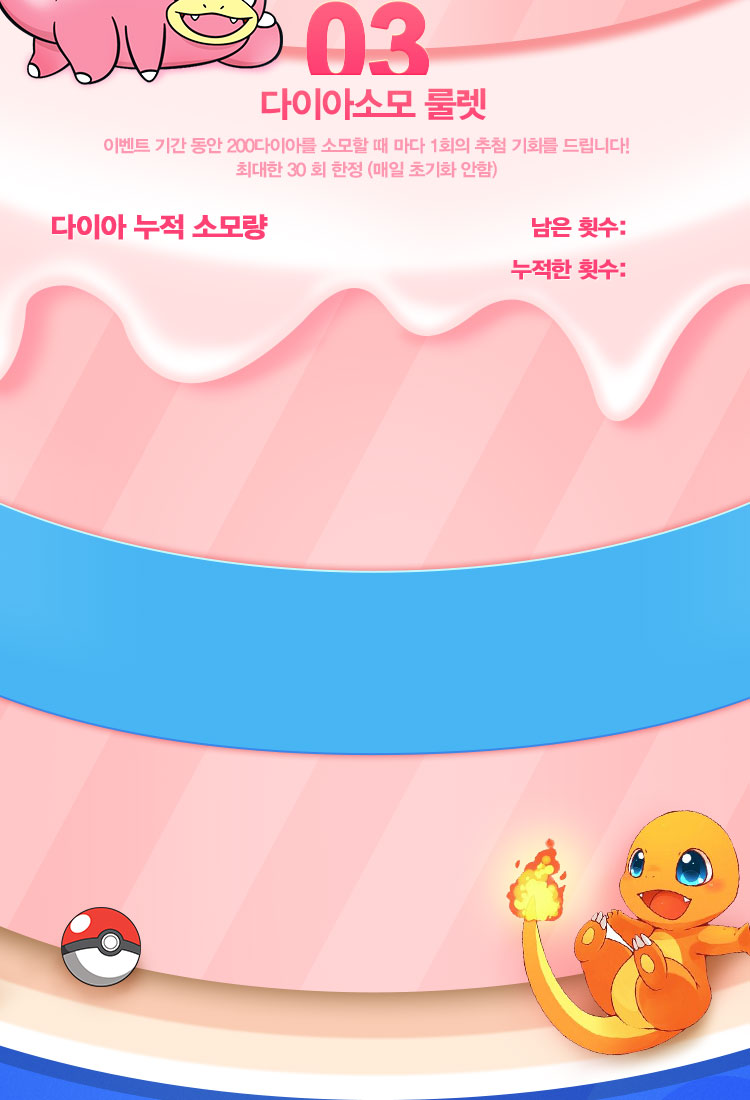 03
다이아소모 룰렛
이벤트 기간 동안 200다이아를 소모할 때 마다 1회의 추첨 기화를 드립니다!
최대한 30 회 한정 (매일 초기화 안함)
다이아 누적 소모량
남은 횟수:
누적한 횟수: